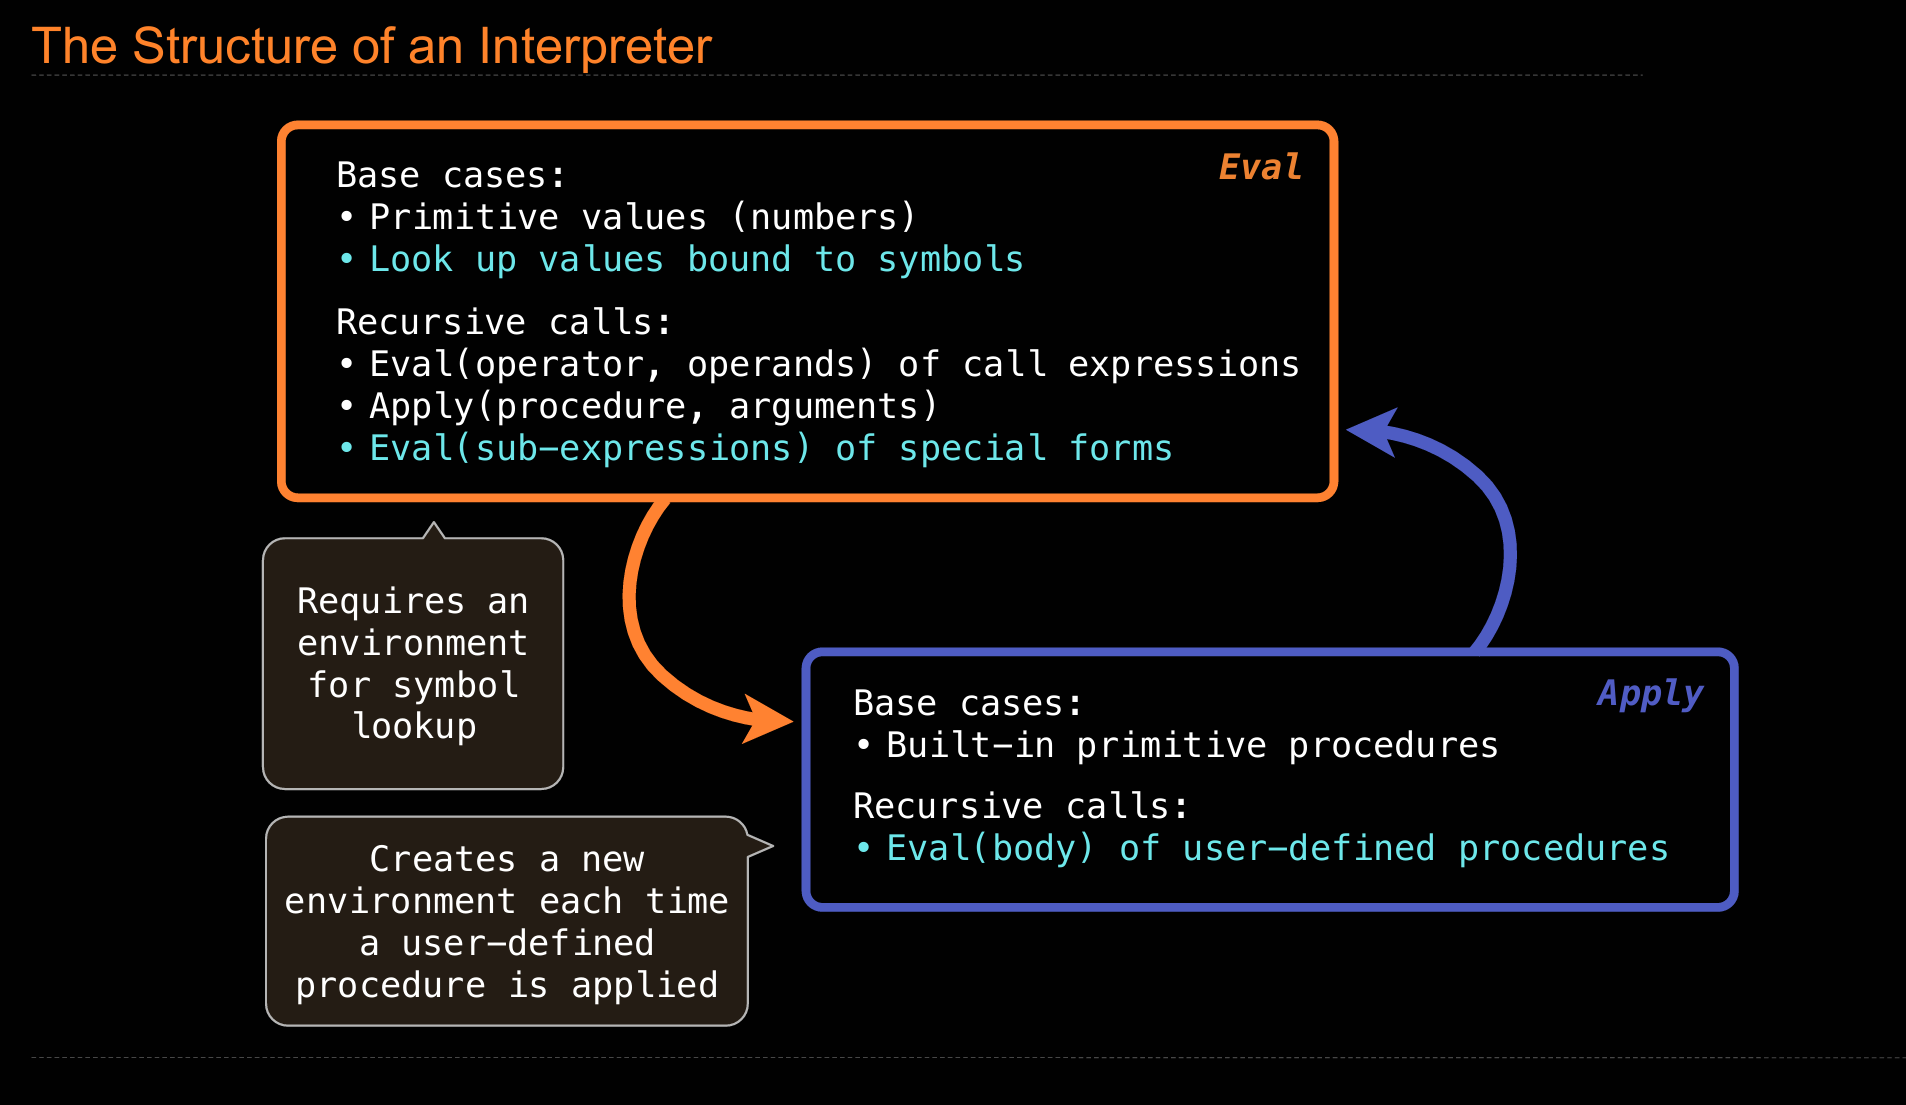 The Structure of an Interpreter
Eval
Base cases:
• Primitive values (numbers)
• Look up values bound to symbols
Recursive calls:
• Eval(operator, operands) of call expressions
• Apply(procedure, arguments)
• Eval(sub-expressions) of special forms
Requires an
environment
for symbol
lookup
Apply
Base cases:
• Built-in primitive procedures
Recursive calls:
• Eval(body) of user-defined procedures
Creates a new
environment each time
a user-defined
procedure is applied